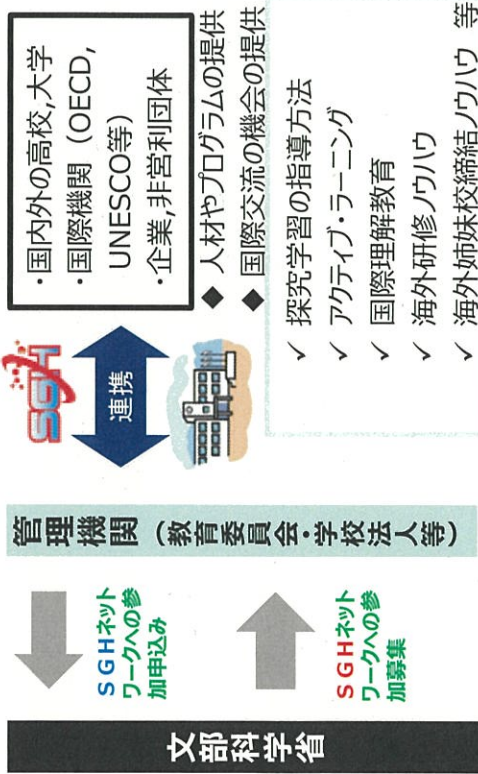 文部科学省
SGHネット
ワークへの参
加申込み
SGHネット
ワークへの参
加募集
管理機関（教育委員会・学校法人等）
SGH
連携
・国内外の高校,大学
・国際機関（OECD,
UNESCO等）
・企業,非営利団体
◆ 人材やプログラムの提供
◆ 国際交流の機会の提供
✓ 探究学習の指導方法
✓ アクティブ・ラーニング
✓ 国際理解教育
✓ 海外研修ノウハウ
✓ 海外姉妹校締結ノウハウ 等